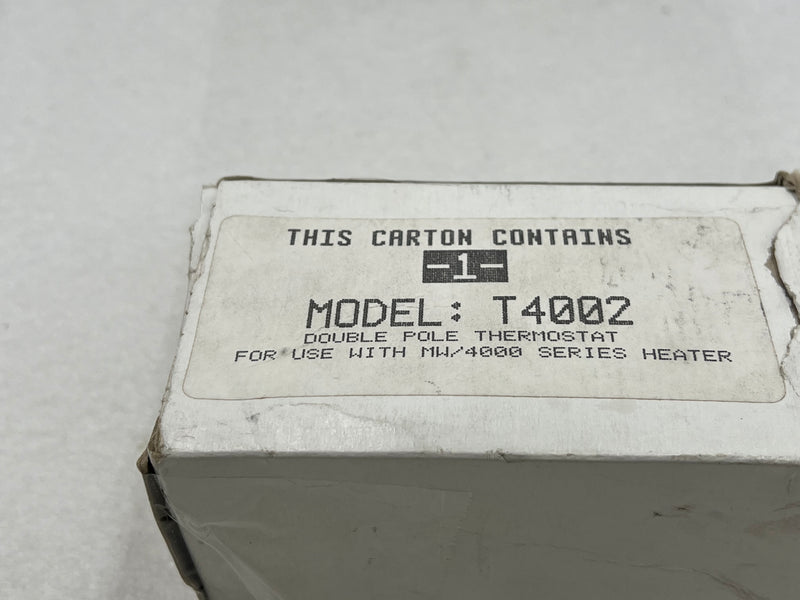 THIS CARTON CONTAINS
-1-
MODEL: T4002
DOUBLE POLE THERMOSTAT
FOR USE WITH MW/4000 SERIES HEATER